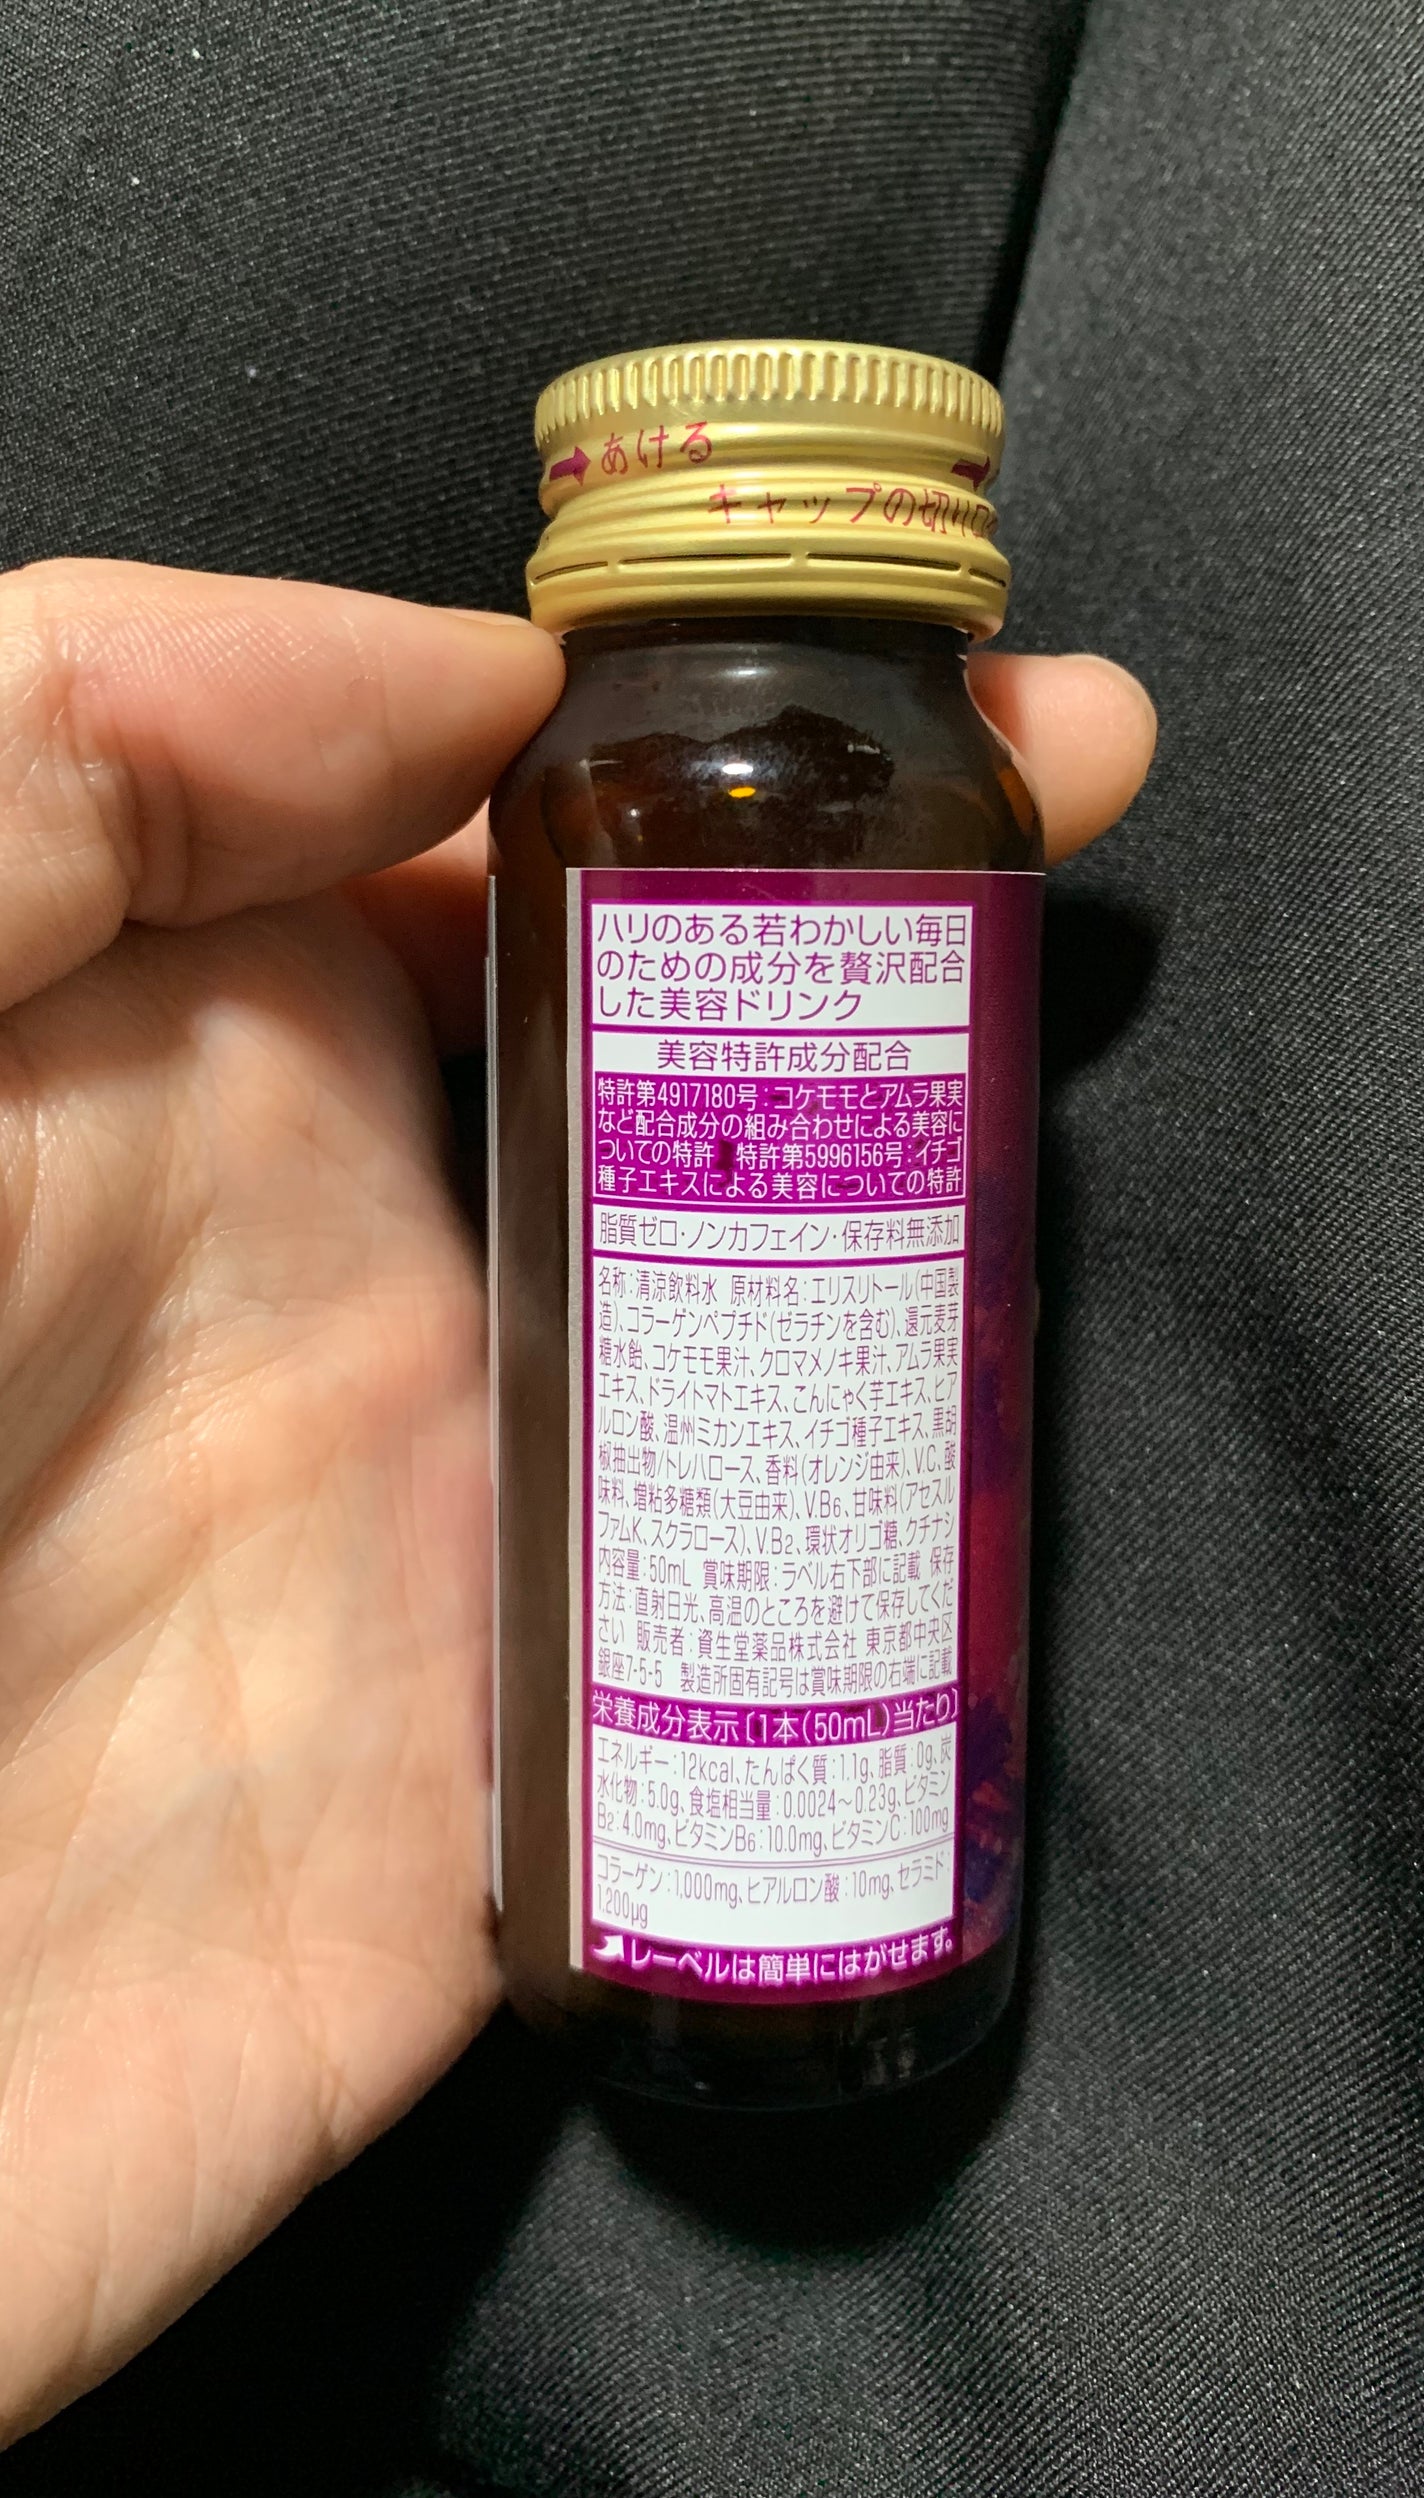 あける
キャップの切り口
ハリのある若わかしい毎日
のための成分を贅沢配合
した美容ドリンク
美容特許成分配合
特許第4917180号:コケモモとアムラ果実
など配合成分の組み合わせによる美容に
ついての特許 特許第5996156号:イチゴ
種子エキスによる美容についての特許
脂質ゼロ・ノンカフェイン・保存料無添加
名称:清涼飲料水 原材料名:エリスリトール(中国製
造)、コラーゲンペプチド(ゼラチンを含む)、還元麦芽
糖水飴、コケモモ果汁、クロマメノキ果汁、アムラ果実
エキス、ドライトマトエキス、こんにゃく芋エキス、ヒア
ルロン酸、温州ミカンエキス、イチゴ種子エキス、黒胡
椒抽出物/トレハロース、香料(オレンジ由来)、V.C、酸
味料、増粘多糖類(大豆由来)、V.B6、甘味料(アセスル
ファムK、スクラロース)、V.B2、環状オリゴ糖、クチナシ
内容量:50mL 賞味期限:ラベル右下部に記載 保存
方法:直射日光、高温のところを避けて保存してくだ
さい 販売者:資生堂薬品株式会社 東京都中央区
銀座7-5-5 製造所固有記号は賞味期限の右端に記載
栄養成分表示〔1本(50mL)当たり〕
エネルギー:12kcal、たんぱく質:1.1g、脂質:0g、炭
水化物:5.0g、食塩相当量:0.0024〜0.23g、ビタミン
B2:4.0mg、ビタミンB6:10.0mg、ビタミンC:100mg
コラーゲン:1,000mg、ヒアルロン酸:10mg、セラミド:
1,200μg
レーベルは簡単にはがせます。